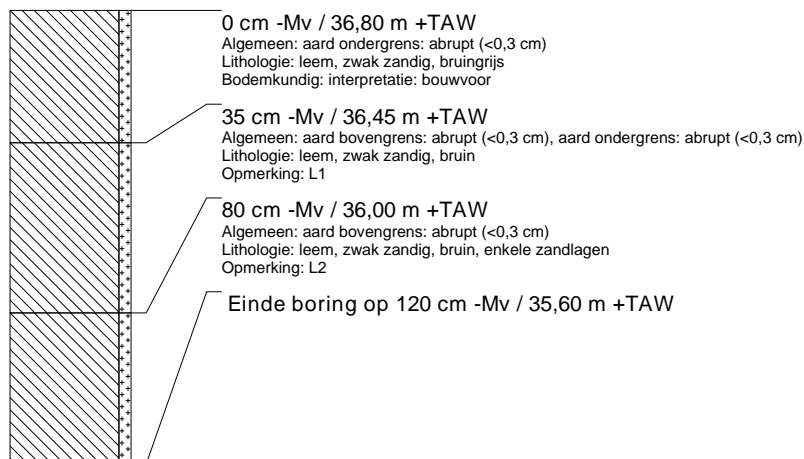 0 cm -Mv / 36,80 m +TAW
Algemeen: aard ondergrens: abrupt (<0,3 cm)
Lithologie: leem, zwak zandig, bruingrijs
Bodemkundig: interpretatie: bouwvoor
35 cm -Mv / 36,45 m +TAW
Algemeen: aard bovengrens: abrupt (<0,3 cm), aard ondergrens: abrupt (<0,3 cm)
Lithologie: leem, zwak zandig, bruin
Opmerking: L1
80 cm -Mv / 36,00 m +TAW
Algemeen: aard bovengrens: abrupt (<0,3 cm)
Lithologie: leem, zwak zandig, bruin, enkele zandlagen
Opmerking: L2
Einde boring op 120 cm -Mv / 35,60 m +TAW